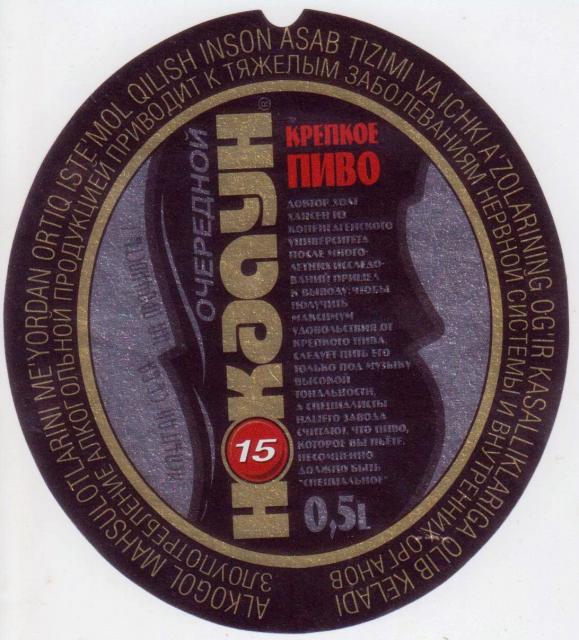 ALKOGOL MAHSULOTLARINI ME'YORDAN ORTIQ ISTE'MOL QILISH INSON ASAB TIZIMI VA ICHKI A'ZOLARINING OG'IR KASALLIKLARIGA OLIB KELADI
ЗЛОУПОТРЕБЛЕНИЕ АЛКОГОЛЬНОЙ ПРОДУКЦИЕЙ ПРИВОДИТ К ТЯЖЕЛЫМ ЗАБОЛЕВАНИЯМ НЕРВНОЙ СИСТЕМЫ И ВНУТРЕННИХ ОРГАНОВ
ОЧЕРЕДНОЙ
НОКДАУН®
15
КРЕПКОЕ
ПИВО
ДОКТОР ХОЛГ
ХАНСЕН ИЗ
КОПЕНГАГЕНСКОГО
УНИВЕРСИТЕТА
ПОСЛЕ МНОГО-
ЛЕТНИХ ИССЛЕДО-
ВАНИЙ ПРИШЕЛ
К ВЫВОДУ, ЧТОБЫ
ПОЛУЧИТЬ
МАКСИМУМ
УДОВОЛЬСТВИЯ ОТ
КРЕПКОГО ПИВА,
СЛЕДУЕТ ПИТЬ ЕГО
ТОЛЬКО ПОД МУЗЫКУ
ВЫСОКОЙ
ТОНАЛЬНОСТИ,
А СПЕЦИАЛИСТЫ
НАШЕГО ЗАВОДА
СЧИТАЮТ, ЧТО ПИВО,
КОТОРОЕ ВЫ ПЬЁТЕ,
НЕСОМНЕННО
ДОЛЖНО БЫТЬ
"СПЕЦИАЛЬНОЕ"
0,5L